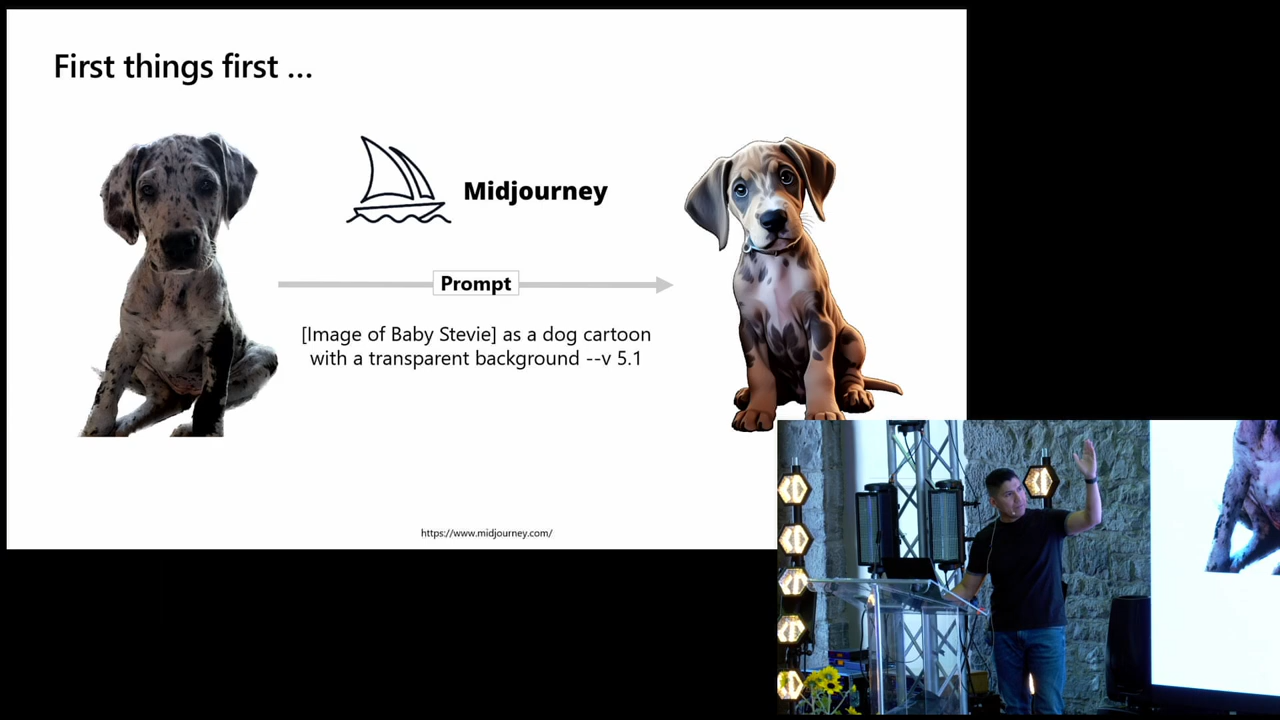 First things first ...
Midjourney
Prompt
[Image of Baby Stevie] as a dog cartoon
with a transparent background --v 5.1
https://www.midjourney.com/